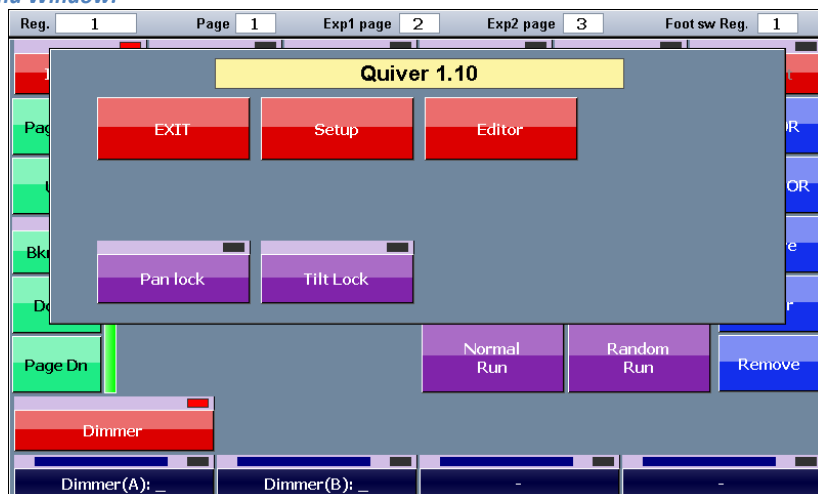 Reg. 1 Page 1 Exp1 page 2 Exp2 page 3 Foot sw Reg. 1
Quiver 1.10
EXIT Setup Editor
Pan lock Tilt Lock
Page Dn
Normal Run
Random Run
Remove
Dimmer
Dimmer(A): _ Dimmer(B): _ - -